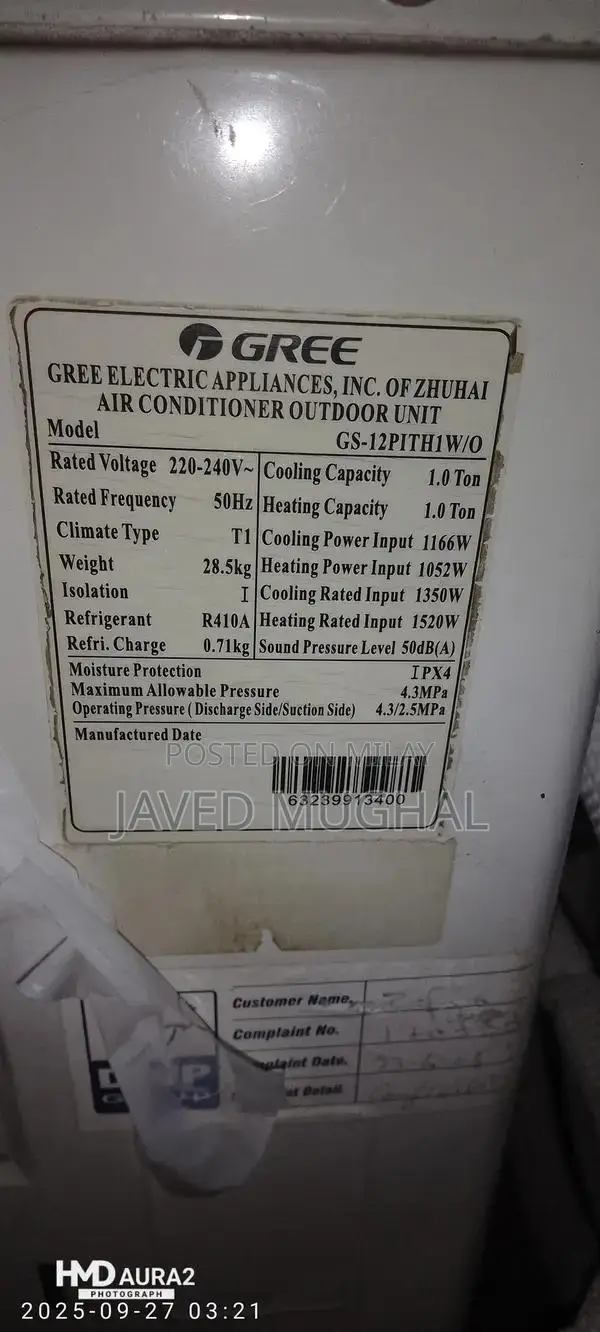 GREE
GREE ELECTRIC APPLIANCES, INC. OF ZHUHAI
AIR CONDITIONER OUTDOOR UNIT
Model GS-12PITH1W/O
Rated Voltage 220-240V~ Cooling Capacity 1.0 Ton
Rated Frequency 50Hz Heating Capacity 1.0 Ton
Climate Type T1 Cooling Power Input 1166W
Weight 28.5kg Heating Power Input 1052W
Isolation I Cooling Rated Input 1350W
Refrigerant R410A Heating Rated Input 1520W
Refri. Charge 0.71kg Sound Pressure Level 50dB(A)
Moisture Protection IPX4
Maximum Allowable Pressure 4.3MPa
Operating Pressure ( Discharge Side/Suction Side) 4.3/2.5MPa
Manufactured Date
POSTED ON MILAY
63239913400
JAVED MUGHAL
Customer Name
Complaint No.
Date.
Detail
HMD AURA2
PHOTOGRAPH
2025-09-27 03:21